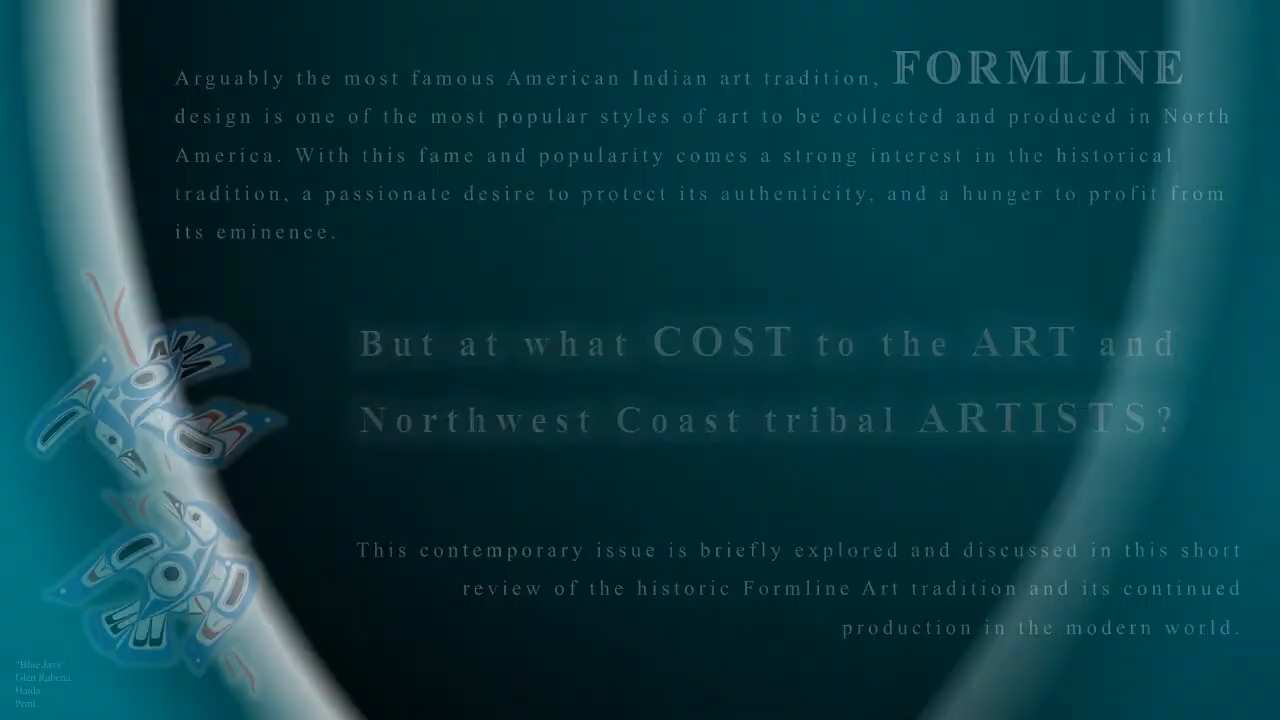 Arguably the most famous American Indian art tradition, FORMLINE
design is one of the most popular styles of art to be collected and produced in North
America. With this fame and popularity comes a strong interest in the historical
tradition, a passionate desire to protect its authenticity, and a hunger to profit from
its eminence.
But at what COST to the ART and
Northwest Coast tribal ARTISTS?
This contemporary issue is briefly explored and discussed in this short
review of the historic Formline Art tradition and its continued
production in the modern world.
"Blue Jays
Glen Rabena.
Haida
Print.